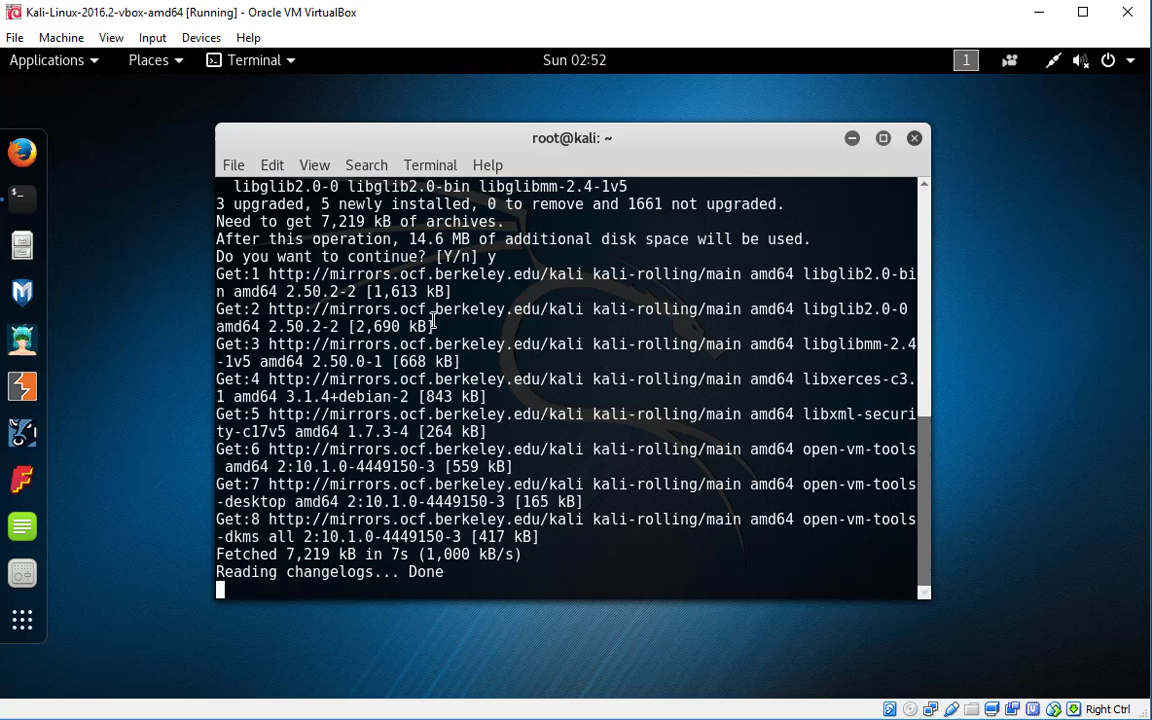 Kali-Linux-2016.2-vbox-amd64 [Running] - Oracle VM VirtualBox
File Machine View Input Devices Help
Applications Places Terminal Sun 02:52 1
root@kali: ~
File Edit View Search Terminal Help
libglib2.0-0 libglib2.0-bin libglibmm-2.4-1v5
3 upgraded, 5 newly installed, 0 to remove and 1661 not upgraded.
Need to get 7,219 kB of archives.
After this operation, 14.6 MB of additional disk space will be used.
Do you want to continue? [Y/n] y
Get:1 http://mirrors.ocf.berkeley.edu/kali kali-rolling/main amd64 libglib2.0-bi
n amd64 2.50.2-2 [1,613 kB]
Get:2 http://mirrors.ocf.berkeley.edu/kali kali-rolling/main amd64 libglib2.0-0
amd64 2.50.2-2 [2,690 kB]
Get:3 http://mirrors.ocf.berkeley.edu/kali kali-rolling/main amd64 libglibmm-2.4
-1v5 amd64 2.50.0-1 [668 kB]
Get:4 http://mirrors.ocf.berkeley.edu/kali kali-rolling/main amd64 libxerces-c3.
1 amd64 3.1.4+debian-2 [843 kB]
Get:5 http://mirrors.ocf.berkeley.edu/kali kali-rolling/main amd64 libxml-securi
ty-c17v5 amd64 1.7.3-4 [264 kB]
Get:6 http://mirrors.ocf.berkeley.edu/kali kali-rolling/main amd64 open-vm-tools
amd64 2:10.1.0-4449150-3 [559 kB]
Get:7 http://mirrors.ocf.berkeley.edu/kali kali-rolling/main amd64 open-vm-tools
-desktop amd64 2:10.1.0-4449150-3 [165 kB]
Get:8 http://mirrors.ocf.berkeley.edu/kali kali-rolling/main amd64 open-vm-tools
-dkms all 2:10.1.0-4449150-3 [417 kB]
Fetched 7,219 kB in 7s (1,000 kB/s)
Reading changelogs... Done
Right Ctrl